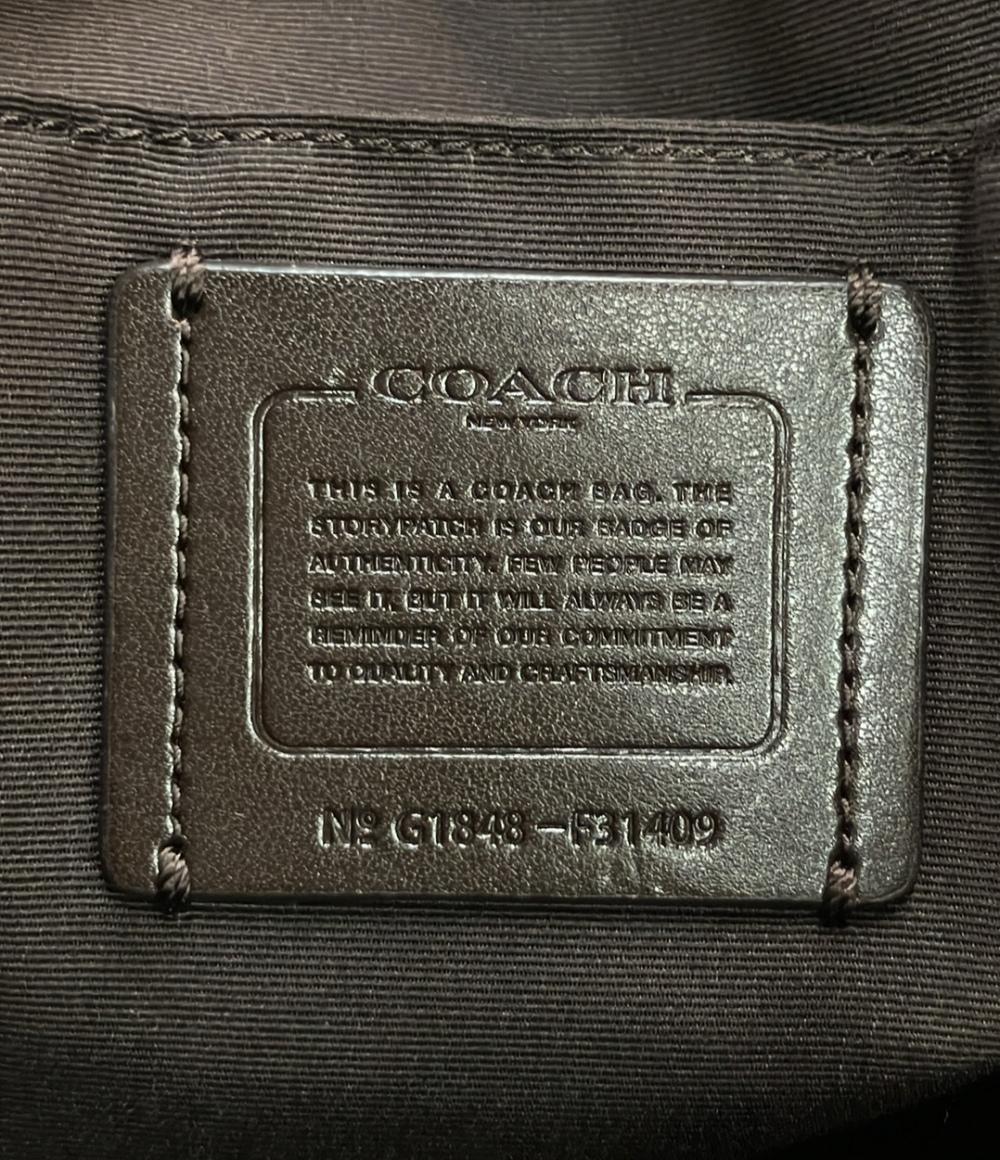 COACH
NEW YORK
THIS IS A COACH BAG. THE
STORYPATCH IS OUR BADGE OF
AUTHENTICITY. FEW PEOPLE MAY
SEE IT, BUT IT WILL ALWAYS BE A
REMINDER OF OUR COMMITMENT
TO QUALITY AND CRAFTSMANSHIP.
Nº G1848-F31409